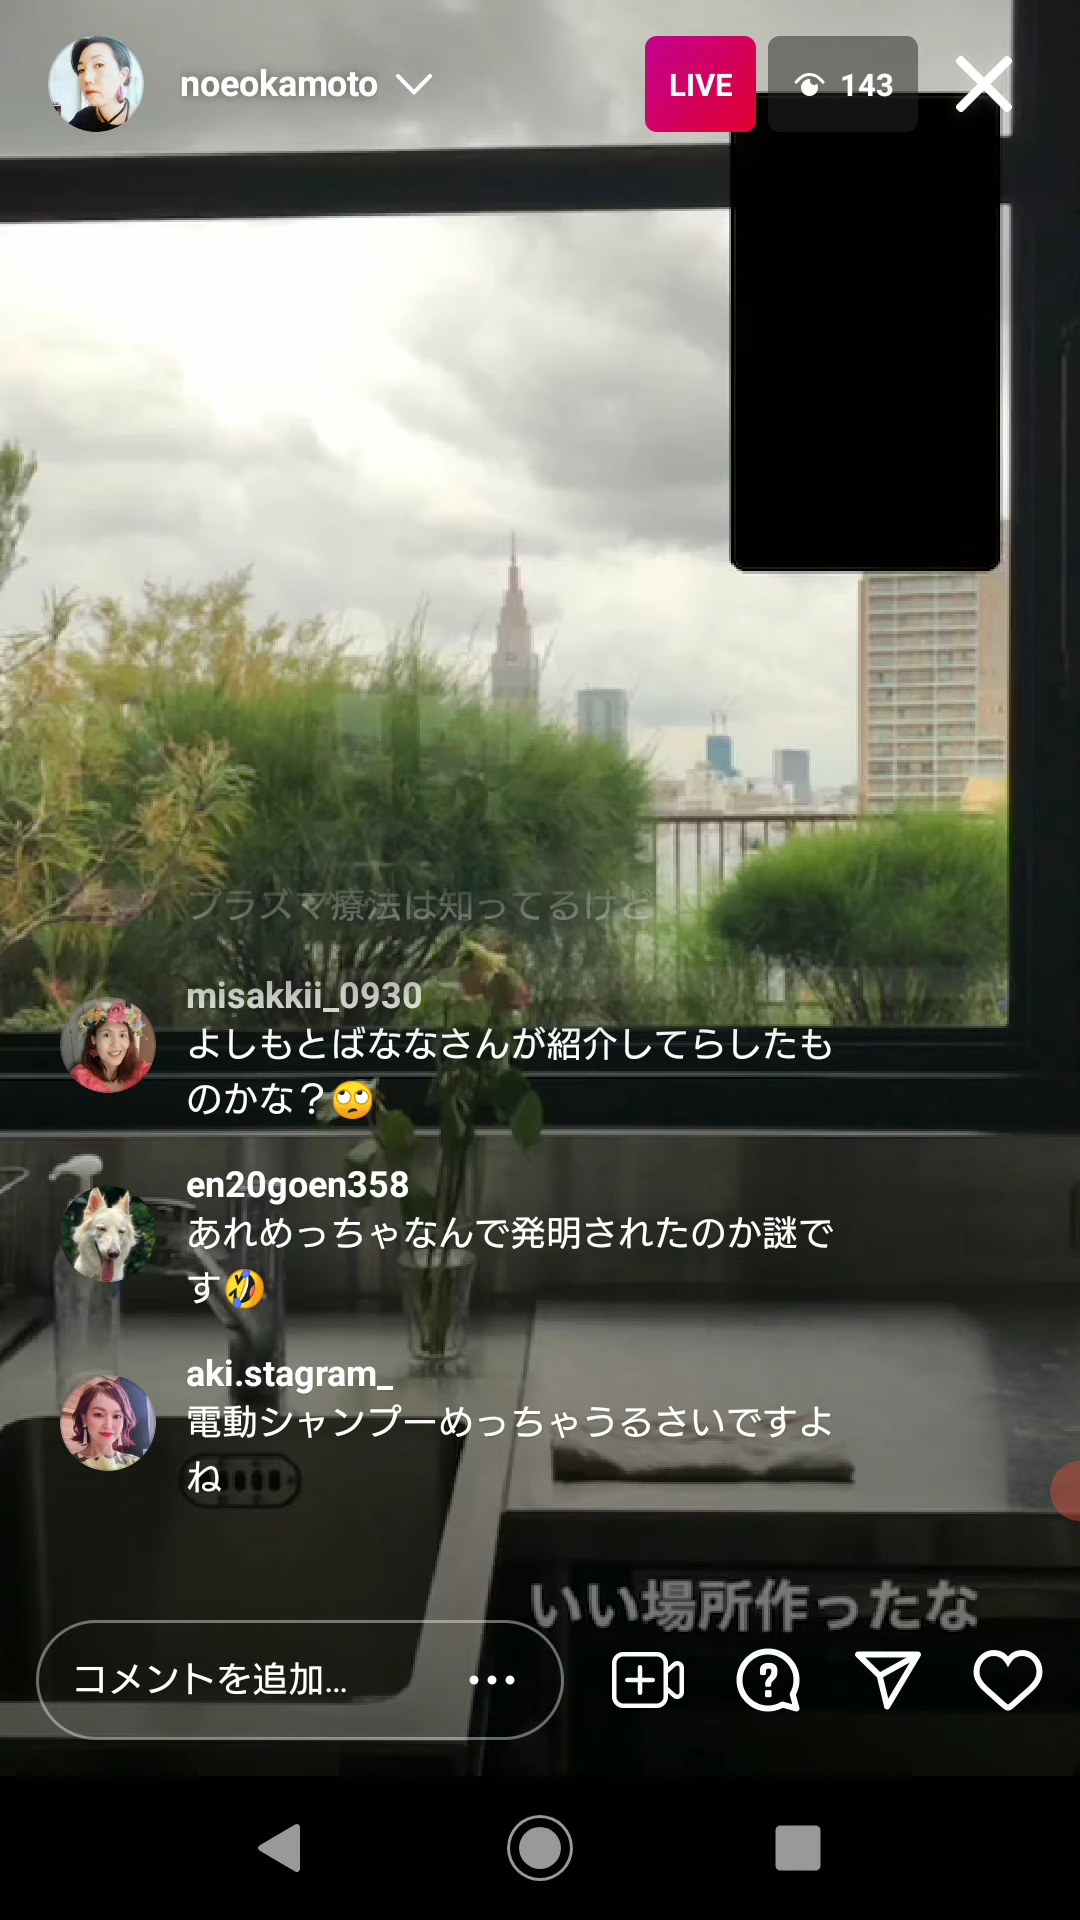 noeokamoto
LIVE
143
プラズマ療法は知ってるけど
misakkii_0930
よしもとばななさんが紹介してらしたも
のかな？🙄
en20goen358
あれめっちゃなんで発明されたのか謎で
す🤣
aki.stagram_
電動シャンプーめっちゃうるさいですよ
ね
いい場所作ったな
コメントを追加...